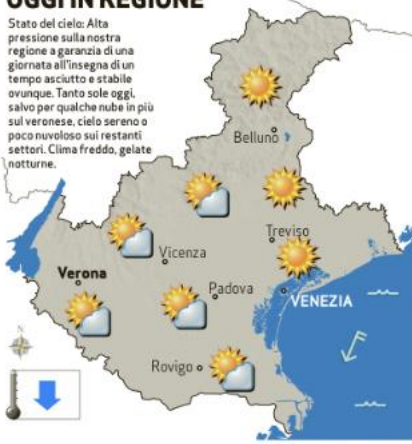 OGGI IN REGIONE
Stato del cielo: Alta
pressione sulla nostra
regione a garanzia di una
giornata all'insegna di un
tempo asciutto e stabile
ovunque. Tanto sole oggi,
salvo per qualche nube in più
sul veronese, cielo sereno o
poco nuvoloso sui restanti
settori. Clima freddo, gelate
notturne.
Belluno
Treviso
Vicenza
Verona
Padova
VENEZIA
Rovigo